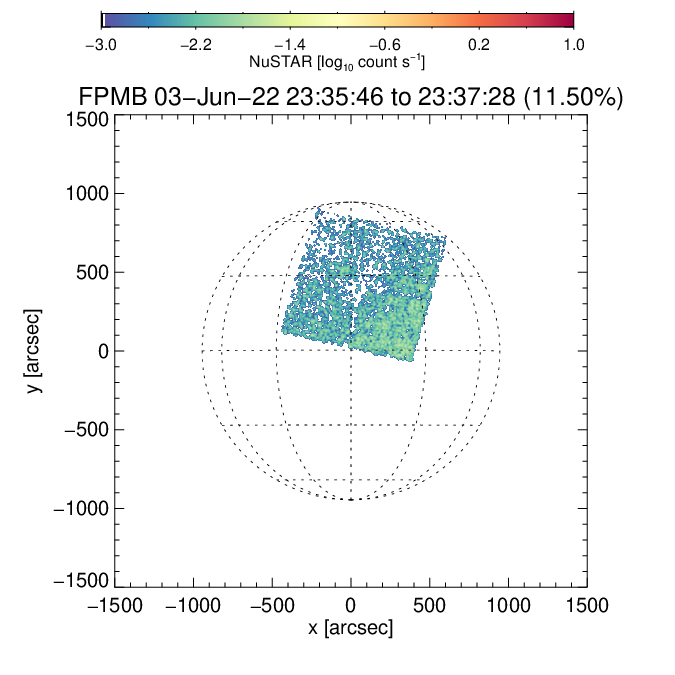 −3.0 −2.2 −1.4 −0.6 0.2 1.0
NuSTAR [log10 count s−1]
FPMB 03−Jun−22 23:35:46 to 23:37:28 (11.50%)
1500
1000
500
0
−500
−1000
−1500
y [arcsec]
−1500 −1000 −500 0 500 1000 1500
x [arcsec]